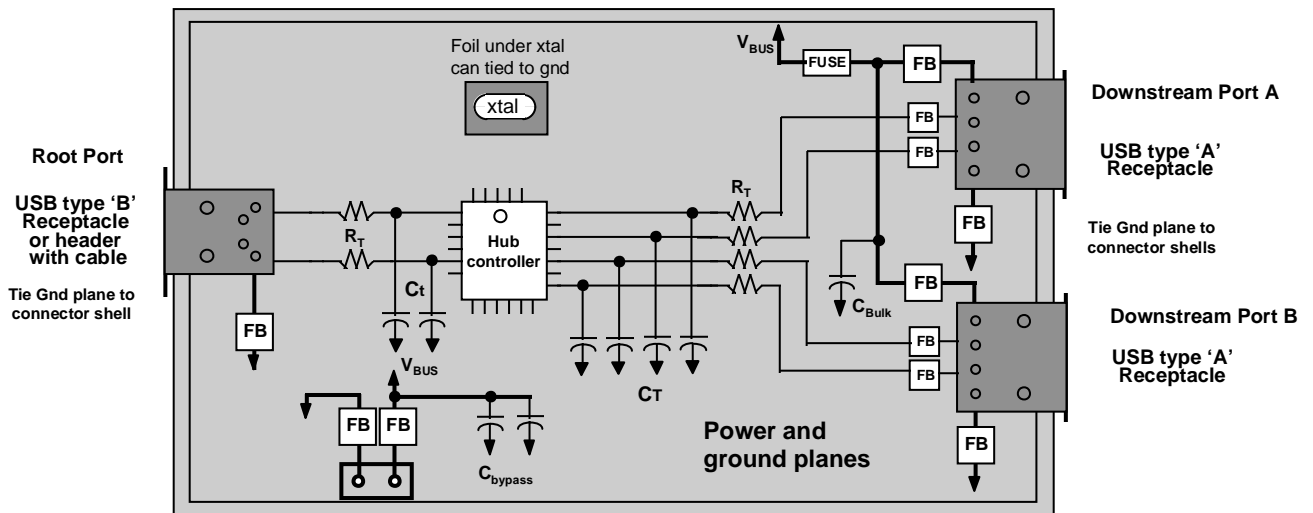 Foil under xtal
can tied to gnd
xtal
VBUS
FUSE
FB
FB
FB
Downstream Port A
USB type ‘A’
Receptacle
FB
Tie Gnd plane to
connector shells
Root Port
USB type ‘B’
Receptacle
or header
with cable
Tie Gnd plane to
connector shell
FB
RT
Ct
Hub
controller
RT
CT
CBulk
FB
FB
FB
Downstream Port B
USB type ‘A’
Receptacle
FB
VBUS
FB
FB
Cbypass
Power and
ground planes